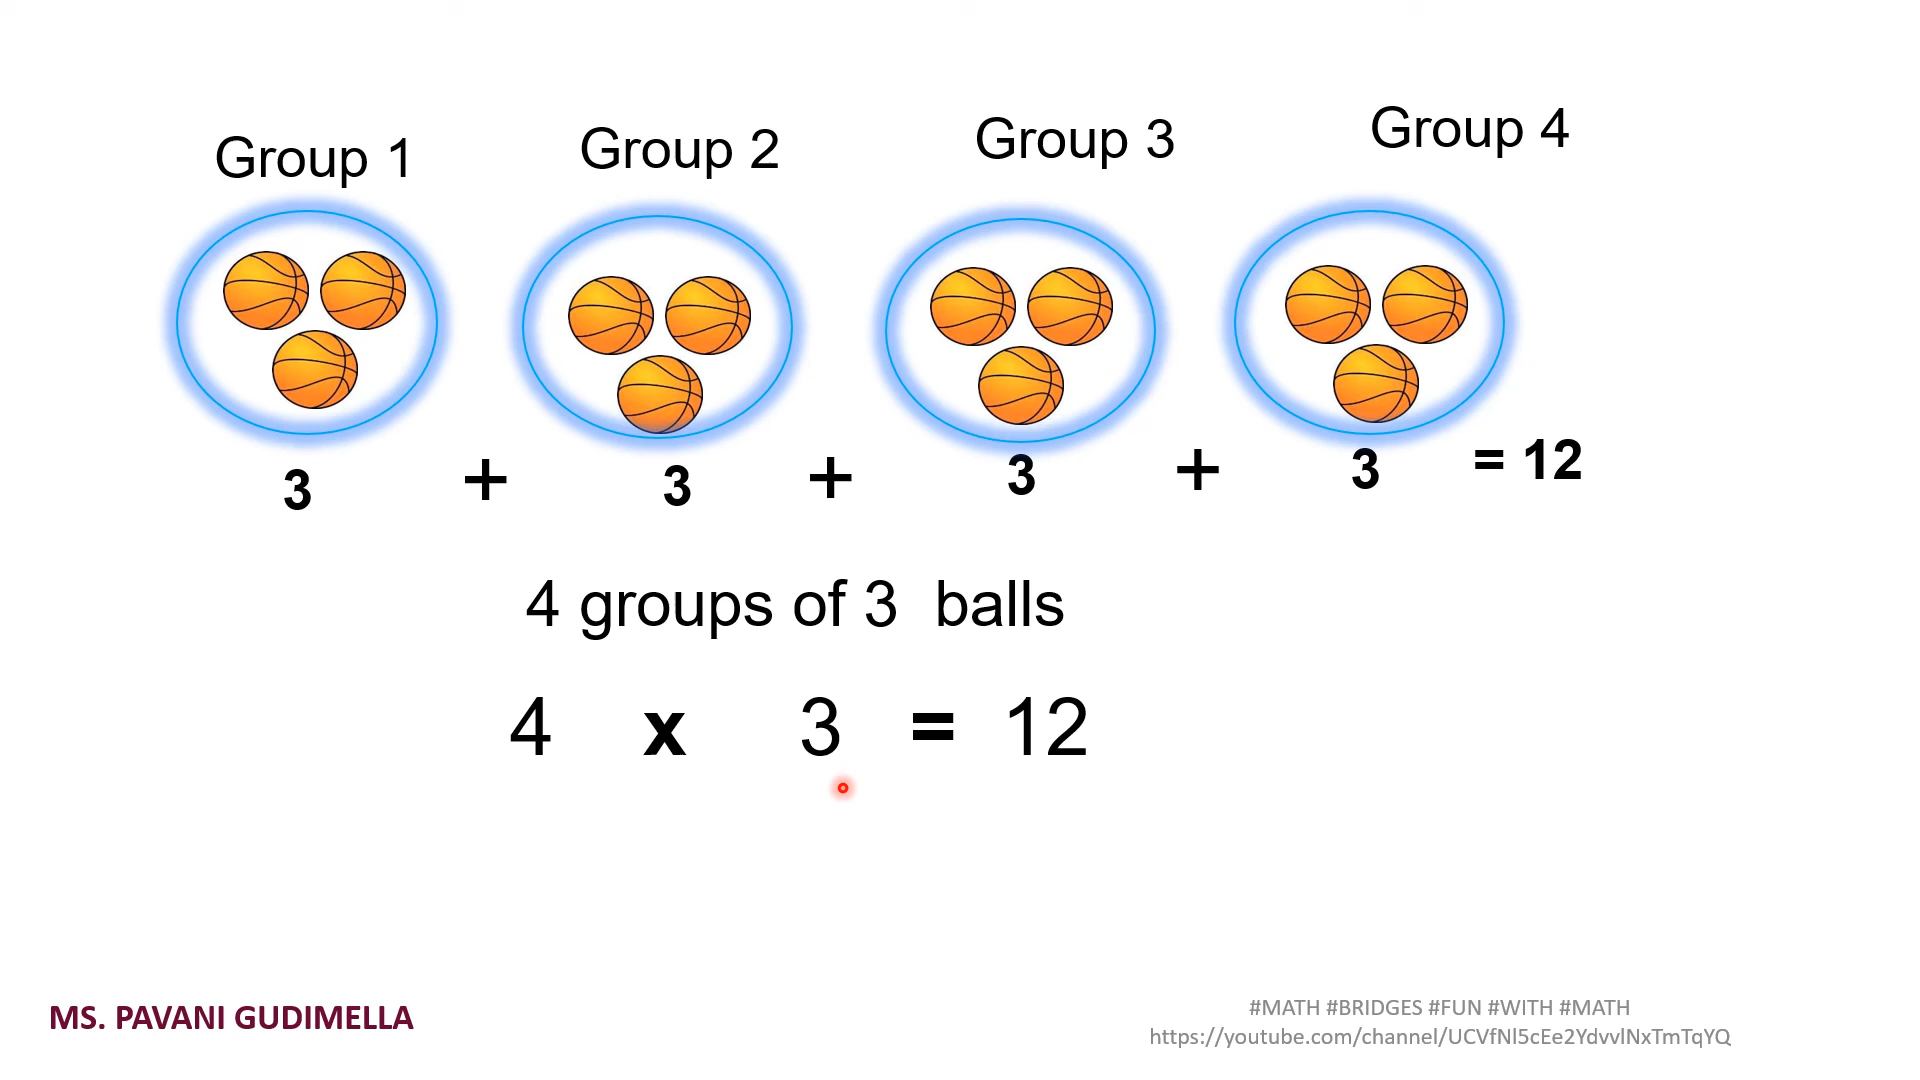 Group 1 Group 2 Group 3 Group 4
3 + 3 + 3 + 3 = 12
4 groups of 3 balls
4 x 3 = 12
MS. PAVANI GUDIMELLA
#MATH #BRIDGES #FUN #WITH #MATH
https://youtube.com/channel/UCVfNl5cEe2YdvvlNxTmTqYQ